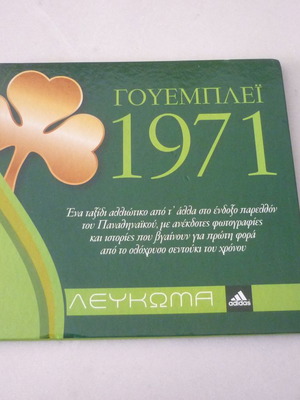 ΓΟΥΕΜΠΛΕΪ
1971
Ένα ταξίδι αλλιώτικο από τ' άλλα στο ένδοξο παρελθόν
του Παναθηναϊκού, με ανέκδοτες φωτογραφίες
και ιστορίες που βγαίνουν για πρώτη φορά
από το ολόχρυσο σεντούκι του χρόνου
ΛΕΥΚΩΜΑ
adidas